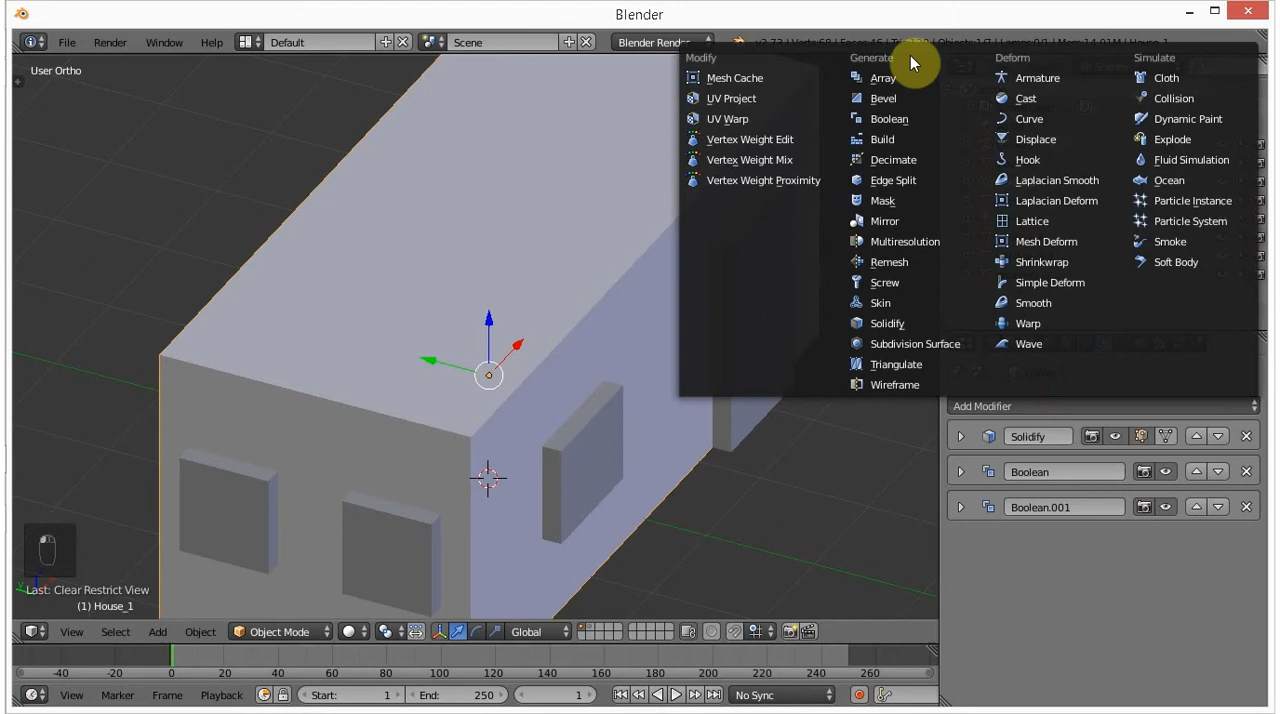 Blender
File Render Window Help Default Scene Blender Render v2.73
User Ortho
Modify Generate Deform Simulate
Mesh Cache Array Armature Cloth
UV Project Bevel Cast Collision
UV Warp Boolean Curve Dynamic Paint
Vertex Weight Edit Build Displace Explode
Vertex Weight Mix Decimate Hook Fluid Simulation
Vertex Weight Proximity Edge Split Laplacian Smooth Ocean
Mask Laplacian Deform Particle Instance
Mirror Lattice Particle System
Multiresolution Mesh Deform Smoke
Remesh Shrinkwrap Soft Body
Screw Simple Deform
Skin Smooth
Solidify Warp
Subdivision Surface Wave
Triangulate
Wireframe
Add Modifier
Solidify
Boolean
Boolean.001
Last: Clear Restrict View
(1) House_1
View Select Add Object Object Mode Global
-40 -20 0 20 40 60 80 100 120 140 160 180 200 220 240 260
View Marker Frame Playback Start: 1 End: 250 1 No Sync